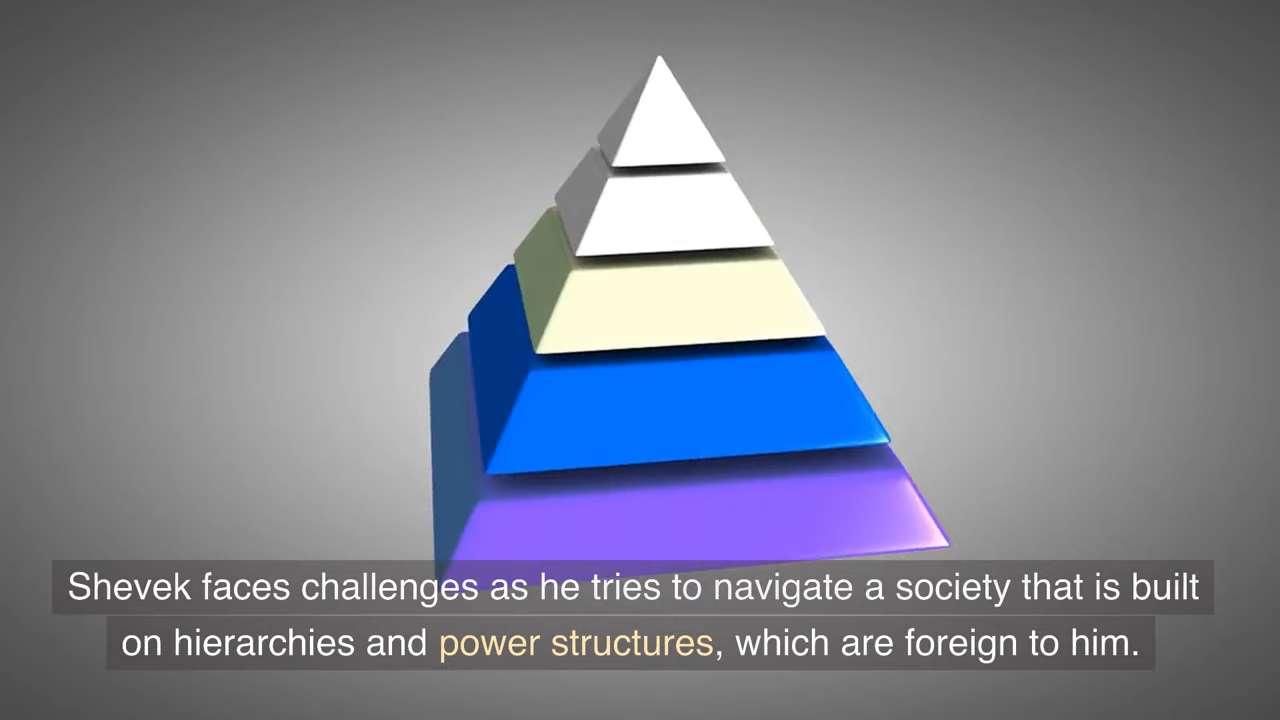 Shevek faces challenges as he tries to navigate a society that is built
on hierarchies and power structures, which are foreign to him.